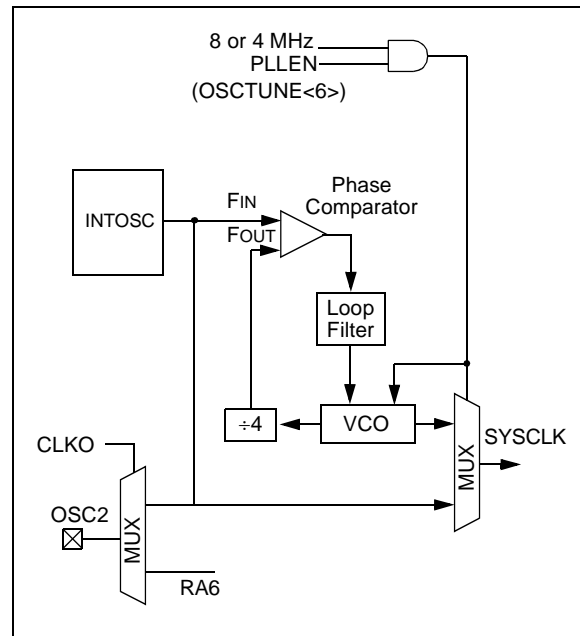 8 or 4 MHz
PLLEN
(OSCTUNE<6>)
Phase
Comparator
INTOSC
FIN
FOUT
Loop
Filter
÷4
VCO
MUX
SYSCLK
CLKO
OSC2
MUX
RA6